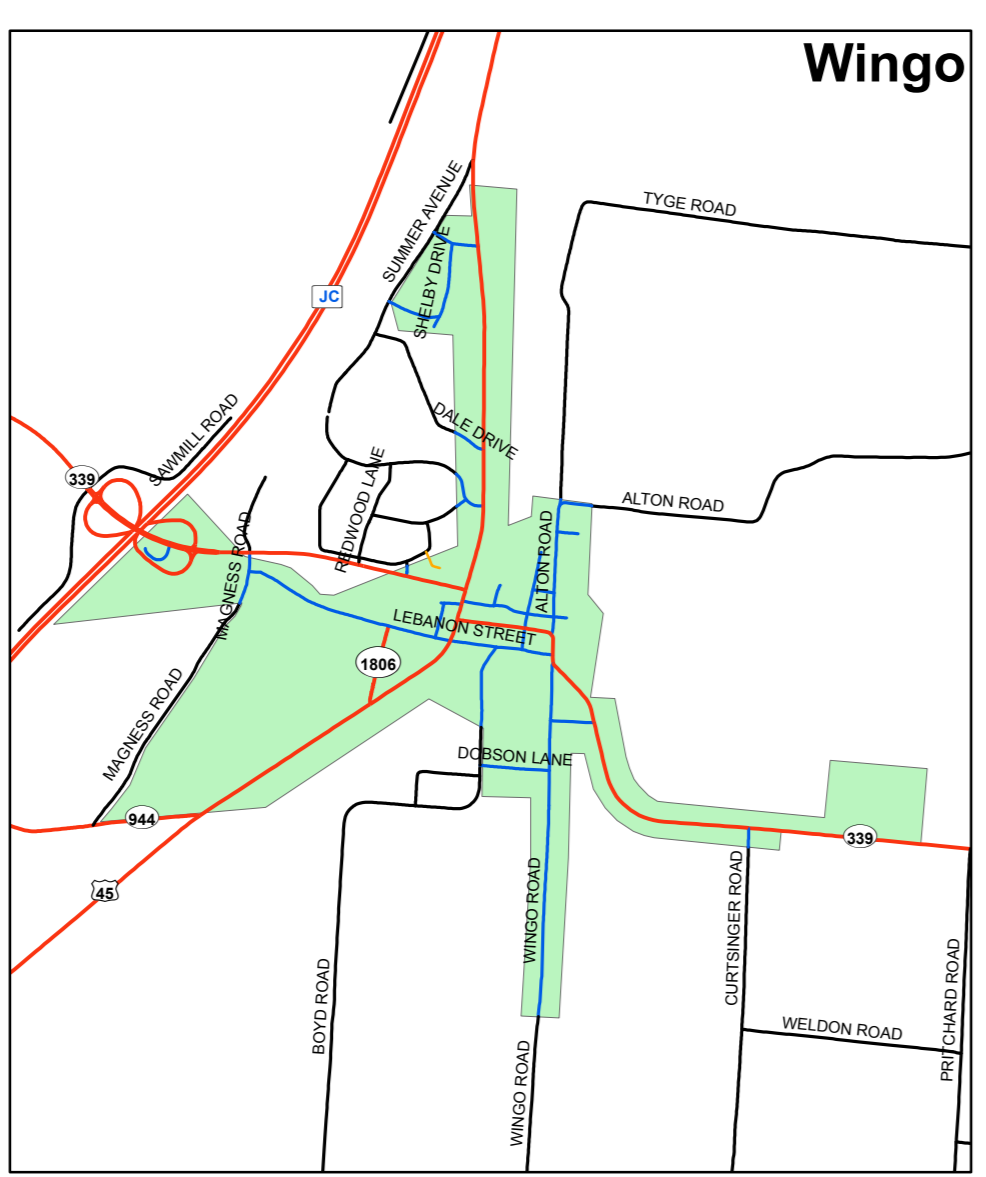 Wingo
TYGE ROAD
SUMMER AVENUE
SHELBY DRIVE
JC
SAWMILL ROAD
DALE DRIVE
339
REDWOOD LANE
ALTON ROAD
ALTON ROAD
MAGNESS ROAD
LEBANON STREET
1806
MAGNESS ROAD
DOBSON LANE
944
339
45
WINGO ROAD
CURTSINGER ROAD
BOYD ROAD
PRITCHARD ROAD
WELDON ROAD
WINGO ROAD